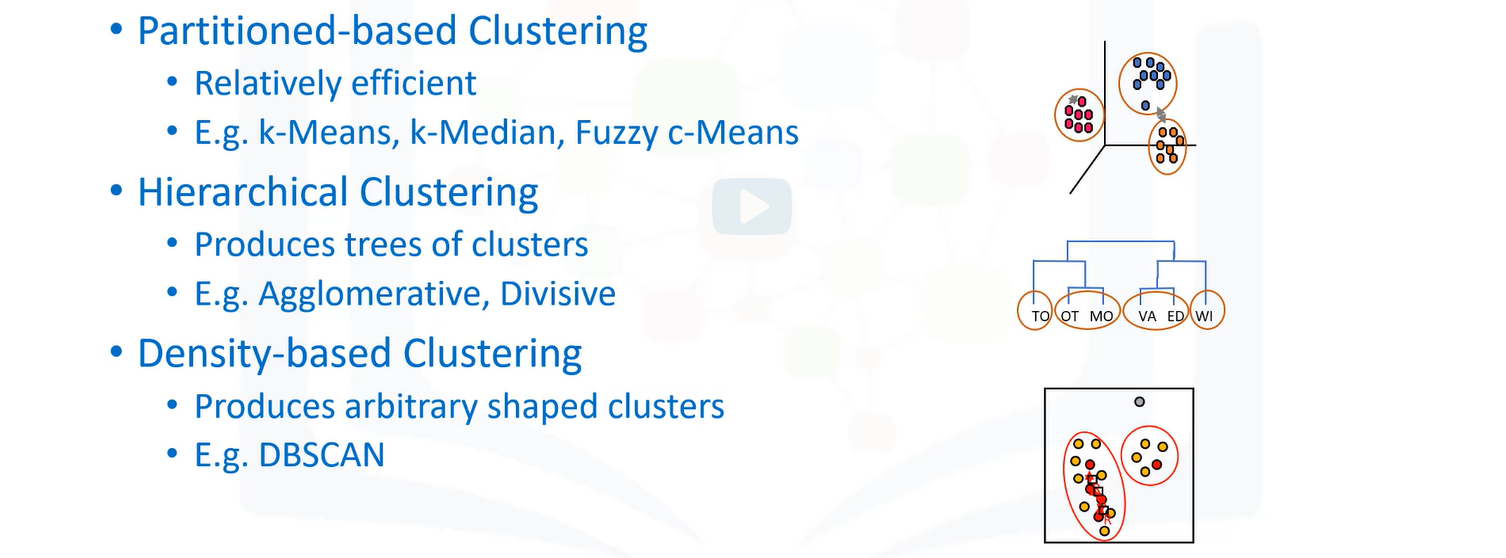 • Partitioned-based Clustering
• Relatively efficient
• E.g. k-Means, k-Median, Fuzzy c-Means
• Hierarchical Clustering
• Produces trees of clusters
• E.g. Agglomerative, Divisive
TO OT MO VA ED WI
• Density-based Clustering
• Produces arbitrary shaped clusters
• E.g. DBSCAN